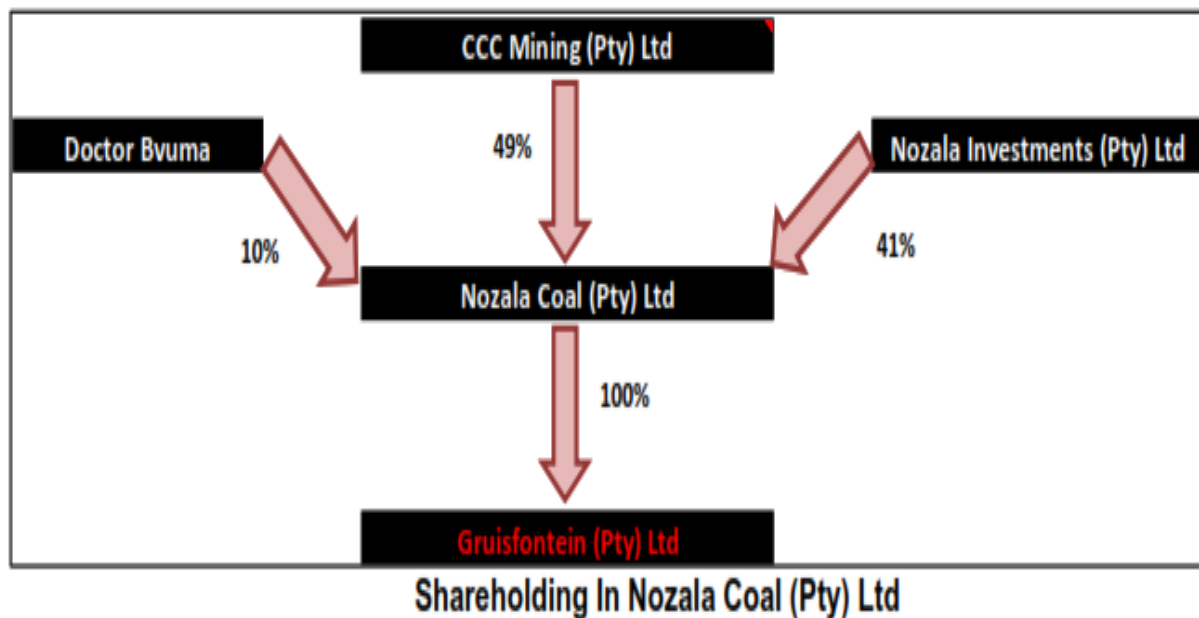 CCC Mining (Pty) Ltd
Doctor Bvuma
49%
Nozala Investments (Pty) Ltd
10%
41%
Nozala Coal (Pty) Ltd
100%
Gruisfontein (Pty) Ltd
Shareholding In Nozala Coal (Pty) Ltd